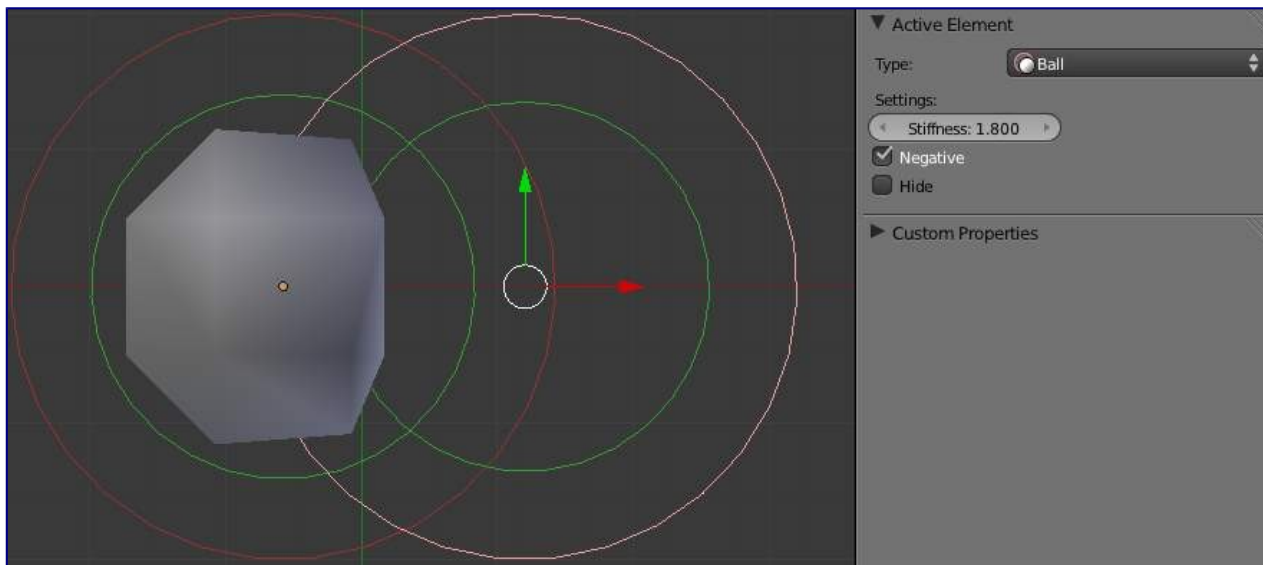 Active Element
Type: Ball
Settings:
Stiffness: 1.800
Negative
Hide
Custom Properties